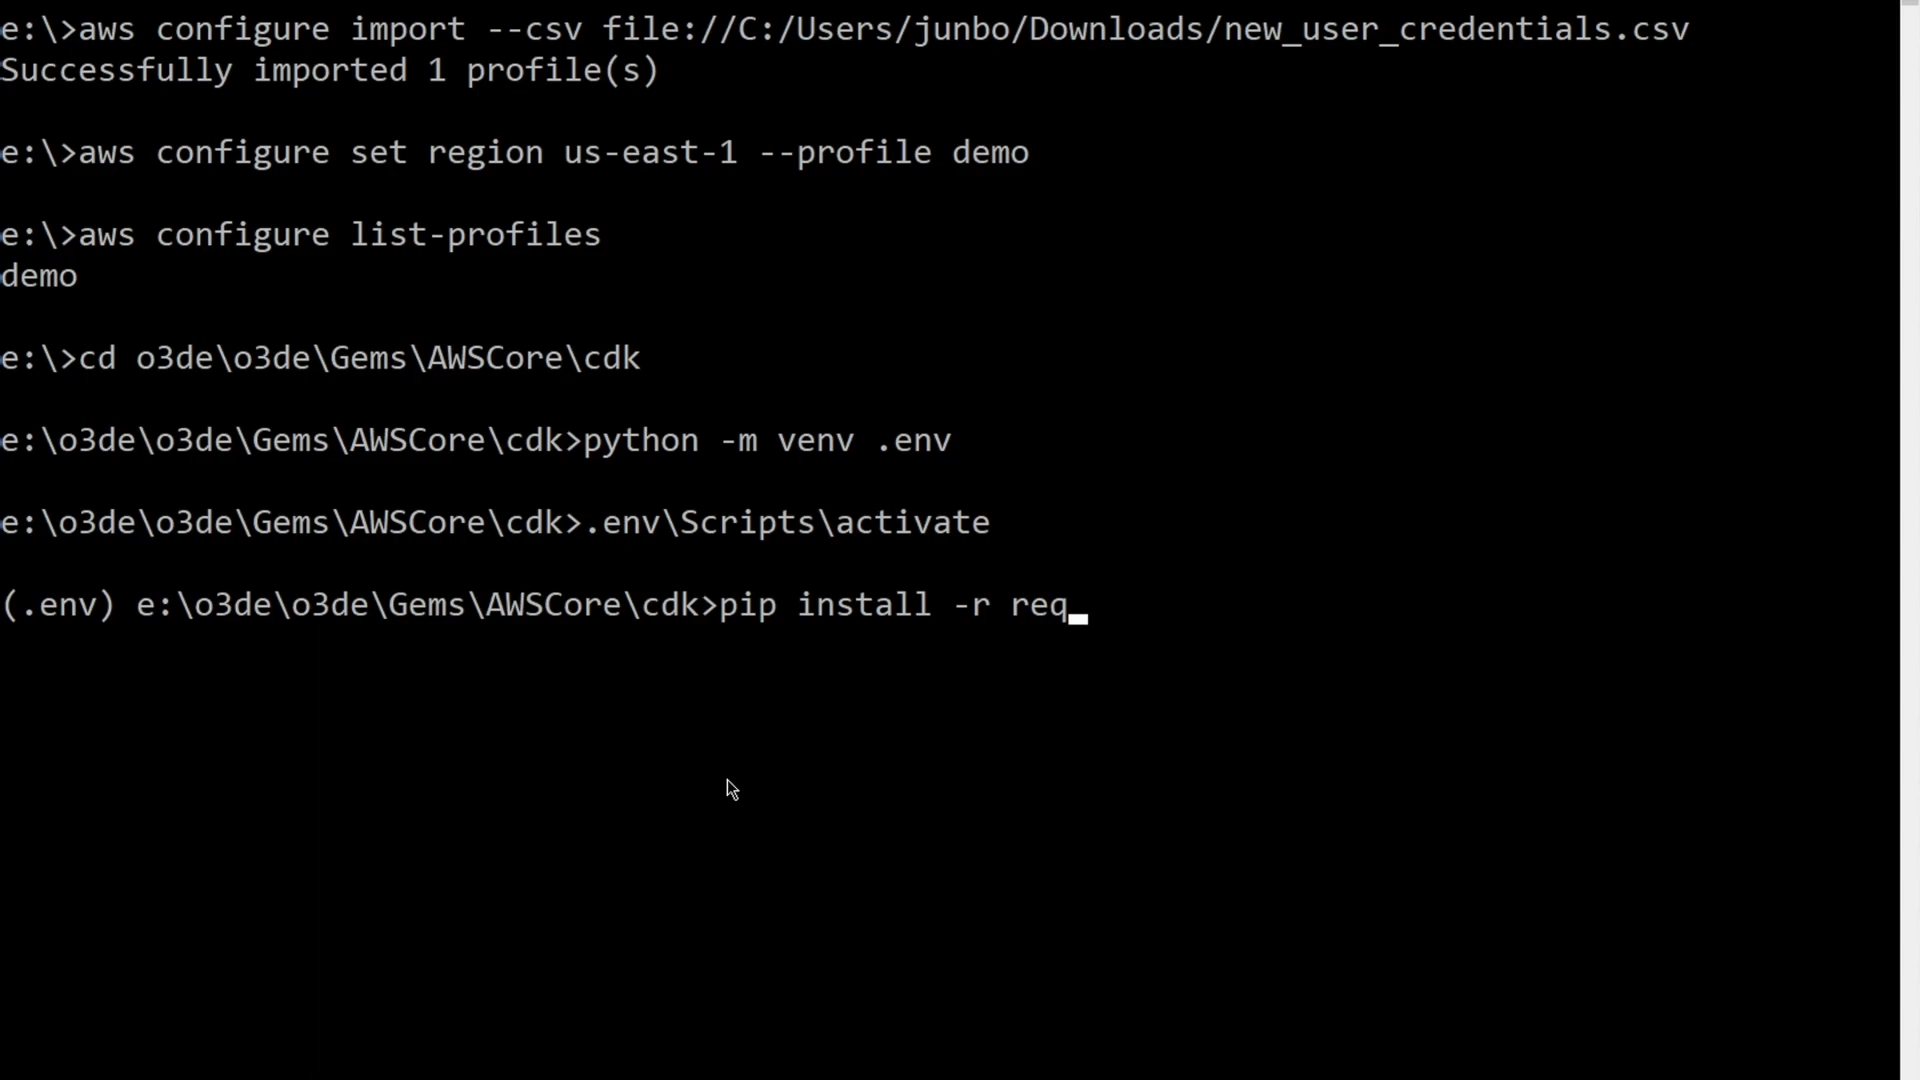 e:\>aws configure import --csv file://C:/Users/junbo/Downloads/new_user_credentials.csv
Successfully imported 1 profile(s)
e:\>aws configure set region us-east-1 --profile demo
e:\>aws configure list-profiles
demo
e:\>cd o3de\o3de\Gems\AWSCore\cdk
e:\o3de\o3de\Gems\AWSCore\cdk>python -m venv .env
e:\o3de\o3de\Gems\AWSCore\cdk>.env\Scripts\activate
(.env) e:\o3de\o3de\Gems\AWSCore\cdk>pip install -r req